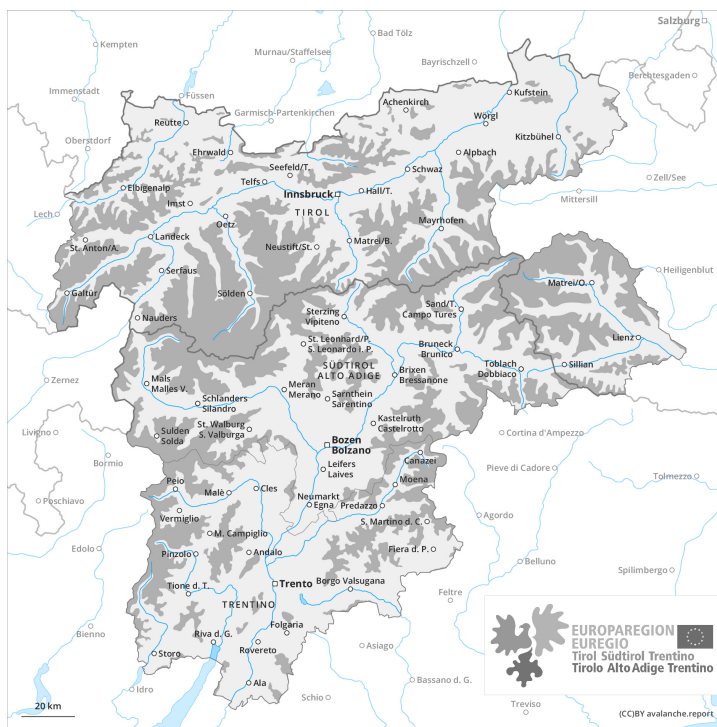 Salzburg
Kempten
Bad Tölz
Murnau/Staffelsee
Bayrischzell
Berchtesgaden
Immenstadt
Füssen
Garmisch-Partenkirchen
Achenkirch
Kufstein
Reutte
Wörgl
Oberstdorf
Ehrwald
Kitzbühel
Seefeld/T.
Alpbach
Telfs
Schwaz
Zell/See
Elbigenalp
Innsbruck
Hall/T.
Mittersill
Lech
Imst
TIROL
Oetz
Mayrhofen
St. Anton/A.
Landeck
Neustift/St.
Matrei/B.
Serfaus
Heiligenblut
Galtür
Sölden
Matrei/O.
Nauders
Sterzing
Vipiteno
Sand/T.
Campo Tures
St. Leonhard/P.
S. Leonardo i. P.
Bruneck
Brunico
Lienz
SÜDTIROL
ALTO ADIGE
Toblach
Dobbiaco
Sillian
Zernez
Mals
Malles V.
Meran
Merano
Brixen
Bressanone
Sarnthein
Sarentino
Schlanders
Silandro
Livigno
St. Walburg
S. Valburga
Kastelruth
Castelrotto
Sulden
Solda
Cortina d'Ampezzo
Bozen
Bolzano
Bormio
Canazei
Pieve di Cadore
Leifers
Laives
Tolmezzo
Peio
Moena
Poschiavo
Malè
Cles
Neumarkt
Egna
Predazzo
Vermiglio
Agordo
S. Martino d. C.
M. Campiglio
Edolo
Pinzolo
Andalo
Fiera d. P.
Belluno
Spilimbergo
Tione d. T.
Trento
Borgo Valsugana
Feltre
TRENTINO
Bienno
Folgaria
Riva d. G.
Rovereto
Asiago
Storo
Bassano d. G.
Idro
Ala
Schio
Treviso
20 km
EUROPAREGION
EUREGIO
Tirol Südtirol Trentino
Tirolo Alto Adige Trentino
(CC)BY avalanche.report